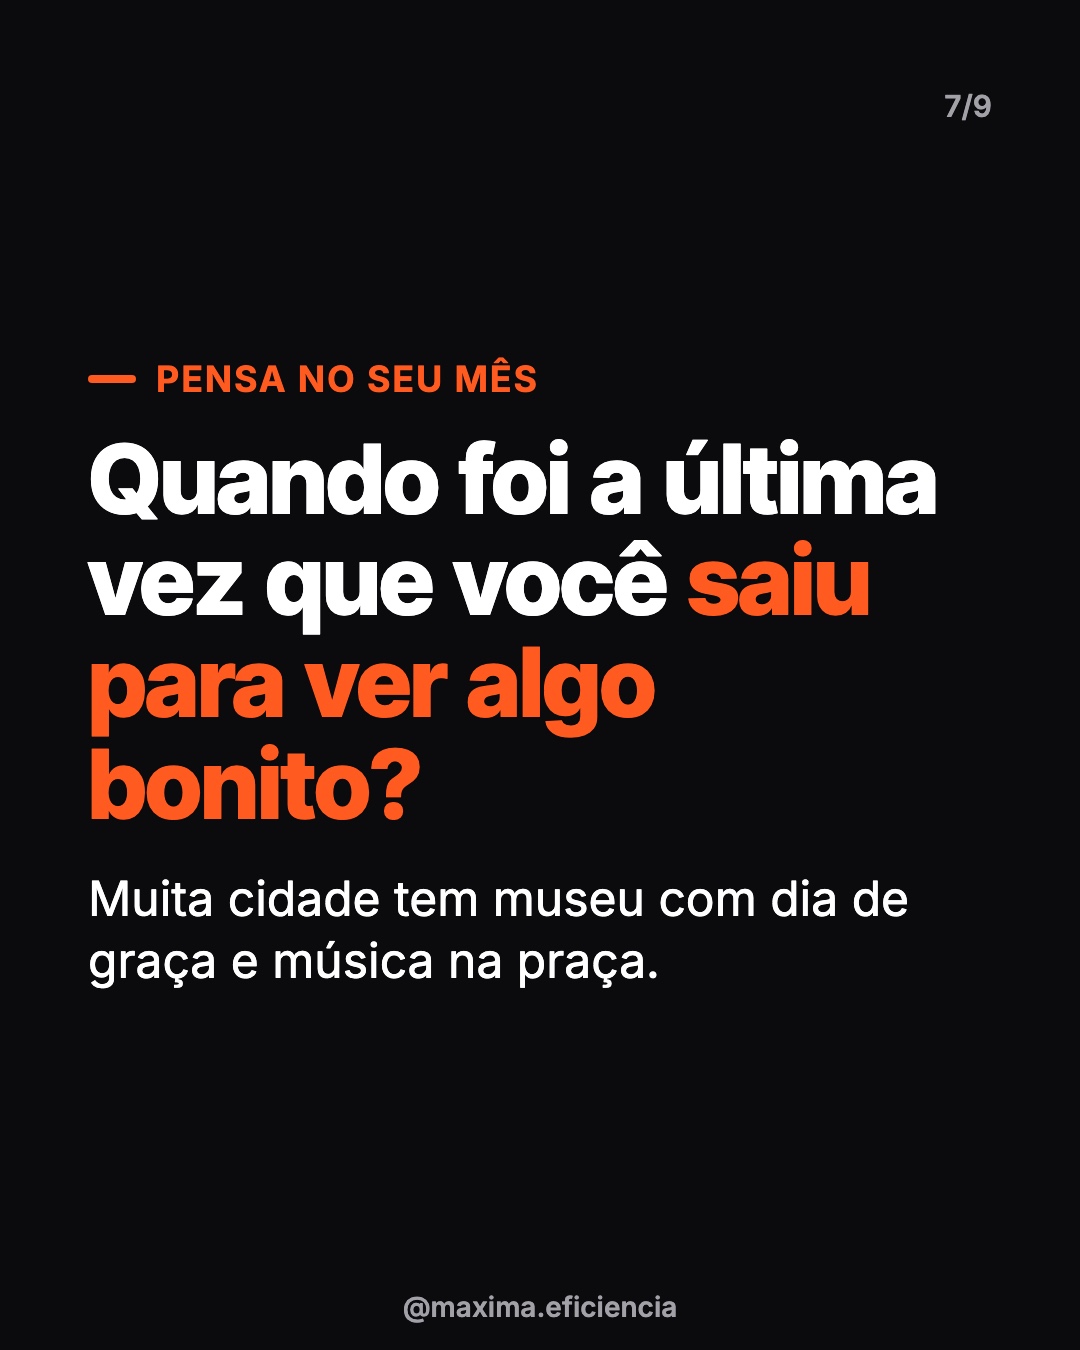 7/9
PENSA NO SEU MÊS
Quando foi a última
vez que você saiu
para ver algo
bonito?
Muita cidade tem museu com dia de
graça e música na praça.
@maxima.eficiencia